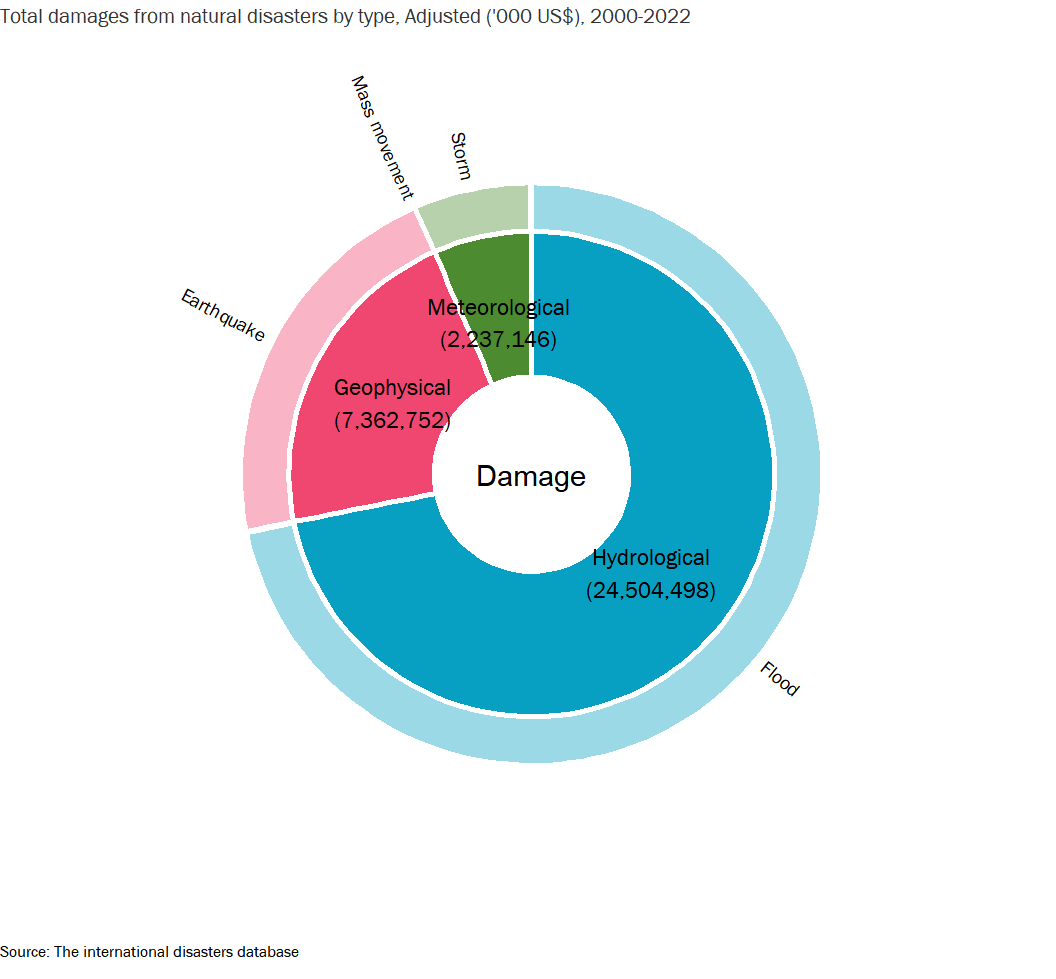 Total damages from natural disasters by type, Adjusted ('000 US$), 2000-2022
Mass movement
Storm
Earthquake
Meteorological
(2,237,146)
Geophysical
(7,362,752)
Damage
Hydrological
(24,504,498)
Flood
Source: The international disasters database